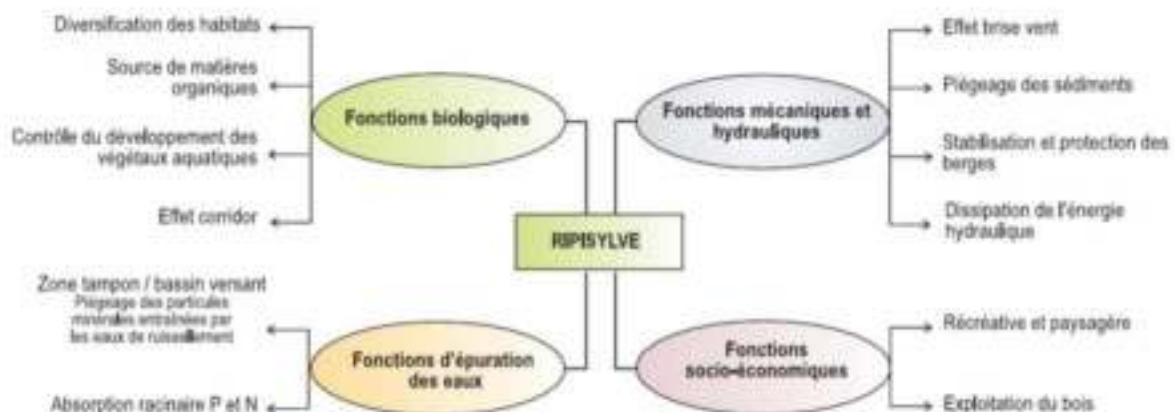 Diversification des habitats
Source de matières
organiques
Contrôle du développement des
végétaux aquatiques
Effet corridor
Fonctions biologiques
Effet brise vent
Piégeage des sédiments
Stabilisation et protection des
berges
Dissipation de l'énergie
hydraulique
Fonctions mécaniques et
hydrauliques
RIPISYLVE
Zone tampon / bassin versant
Piégeage des particules
minérales entraînées par
les eaux de ruissellement
Absorption racinaire P et N
Fonctions d'épuration
des eaux
Fonctions
socio-économiques
Récréative et paysagère
Exploitation du bois